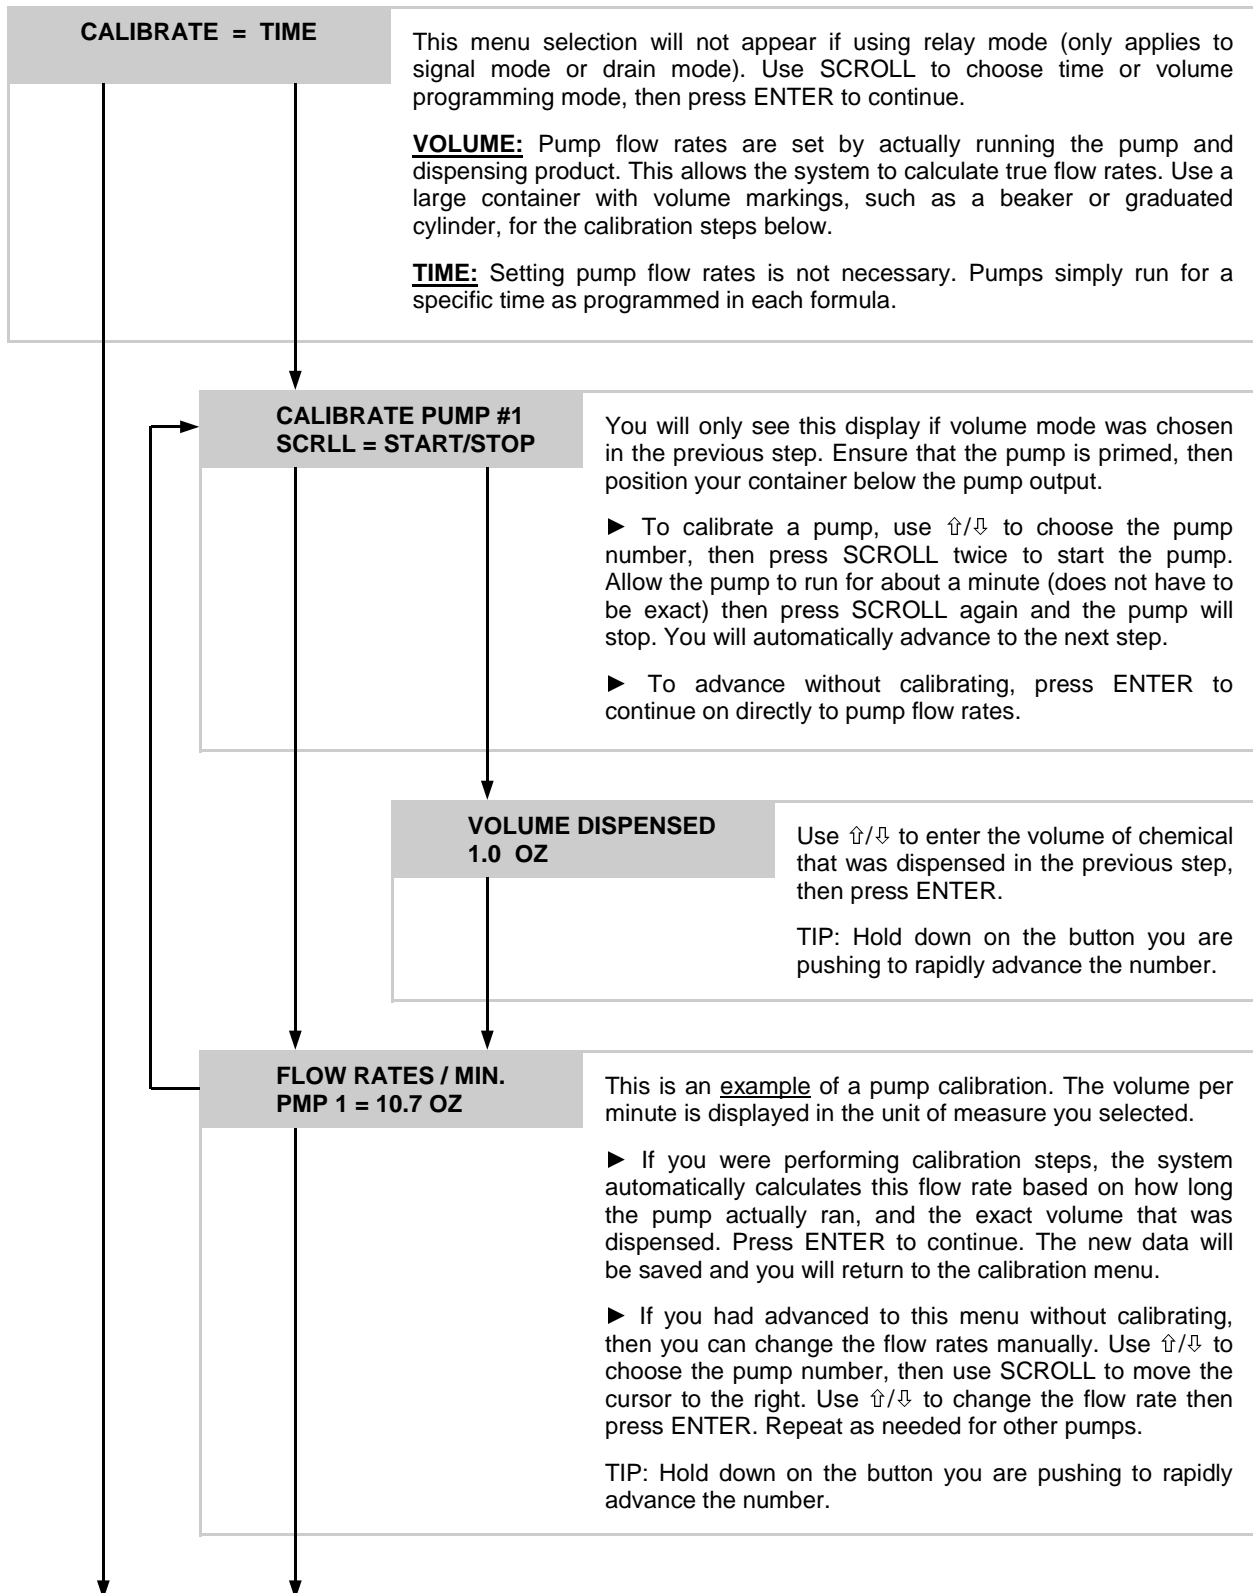 CALIBRATE = TIME
This menu selection will not appear if using relay mode (only applies to
signal mode or drain mode). Use SCROLL to choose time or volume
programming mode, then press ENTER to continue.
VOLUME: Pump flow rates are set by actually running the pump and
dispensing product. This allows the system to calculate true flow rates. Use a
large container with volume markings, such as a beaker or graduated
cylinder, for the calibration steps below.
TIME: Setting pump flow rates is not necessary. Pumps simply run for a
specific time as programmed in each formula.
CALIBRATE PUMP #1
SCRLL = START/STOP
You will only see this display if volume mode was chosen
in the previous step. Ensure that the pump is primed, then
position your container below the pump output.
► To calibrate a pump, use ⇧/⇩ to choose the pump
number, then press SCROLL twice to start the pump.
Allow the pump to run for about a minute (does not have to
be exact) then press SCROLL again and the pump will
stop. You will automatically advance to the next step.
► To advance without calibrating, press ENTER to
continue on directly to pump flow rates.
VOLUME DISPENSED
1.0 OZ
Use ⇧/⇩ to enter the volume of chemical
that was dispensed in the previous step,
then press ENTER.
TIP: Hold down on the button you are
pushing to rapidly advance the number.
FLOW RATES / MIN.
PMP 1 = 10.7 OZ
This is an example of a pump calibration. The volume per
minute is displayed in the unit of measure you selected.
► If you were performing calibration steps, the system
automatically calculates this flow rate based on how long
the pump actually ran, and the exact volume that was
dispensed. Press ENTER to continue. The new data will
be saved and you will return to the calibration menu.
► If you had advanced to this menu without calibrating,
then you can change the flow rates manually. Use ⇧/⇩ to
choose the pump number, then use SCROLL to move the
cursor to the right. Use ⇧/⇩ to change the flow rate then
press ENTER. Repeat as needed for other pumps.
TIP: Hold down on the button you are pushing to rapidly
advance the number.